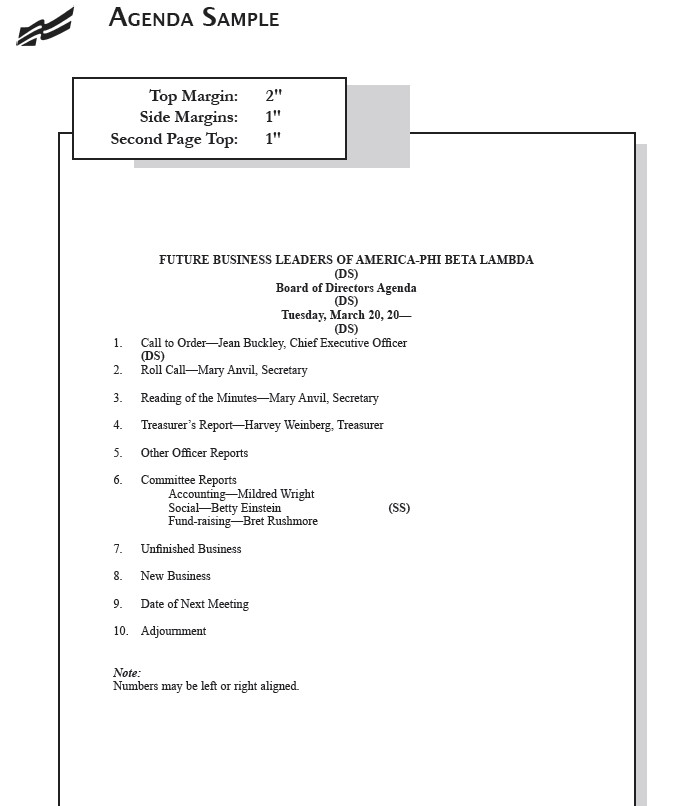 AGENDA SAMPLE
Top Margin: 2"
Side Margins: 1"
Second Page Top: 1"
FUTURE BUSINESS LEADERS OF AMERICA-PHI BETA LAMBDA
(DS)
Board of Directors Agenda
(DS)
Tuesday, March 20, 20—
(DS)
1. Call to Order—Jean Buckley, Chief Executive Officer
(DS)
2. Roll Call—Mary Anvil, Secretary
3. Reading of the Minutes—Mary Anvil, Secretary
4. Treasurer's Report—Harvey Weinberg, Treasurer
5. Other Officer Reports
6. Committee Reports
Accounting—Mildred Wright
Social—Betty Einstein (SS)
Fund-raising—Bret Rushmore
7. Unfinished Business
8. New Business
9. Date of Next Meeting
10. Adjournment
Note:
Numbers may be left or right aligned.